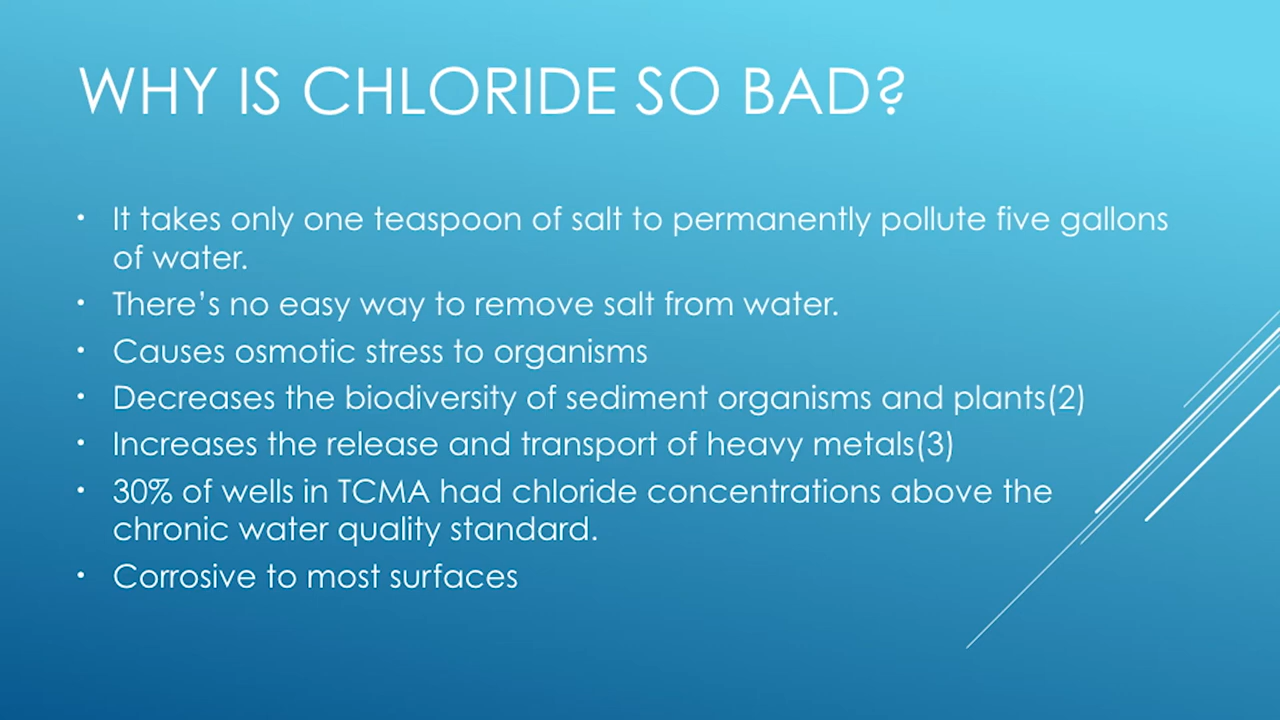 WHY IS CHLORIDE SO BAD?
• It takes only one teaspoon of salt to permanently pollute five gallons
of water.
• There’s no easy way to remove salt from water.
• Causes osmotic stress to organisms
• Decreases the biodiversity of sediment organisms and plants(2)
• Increases the release and transport of heavy metals(3)
• 30% of wells in TCMA had chloride concentrations above the
chronic water quality standard.
• Corrosive to most surfaces